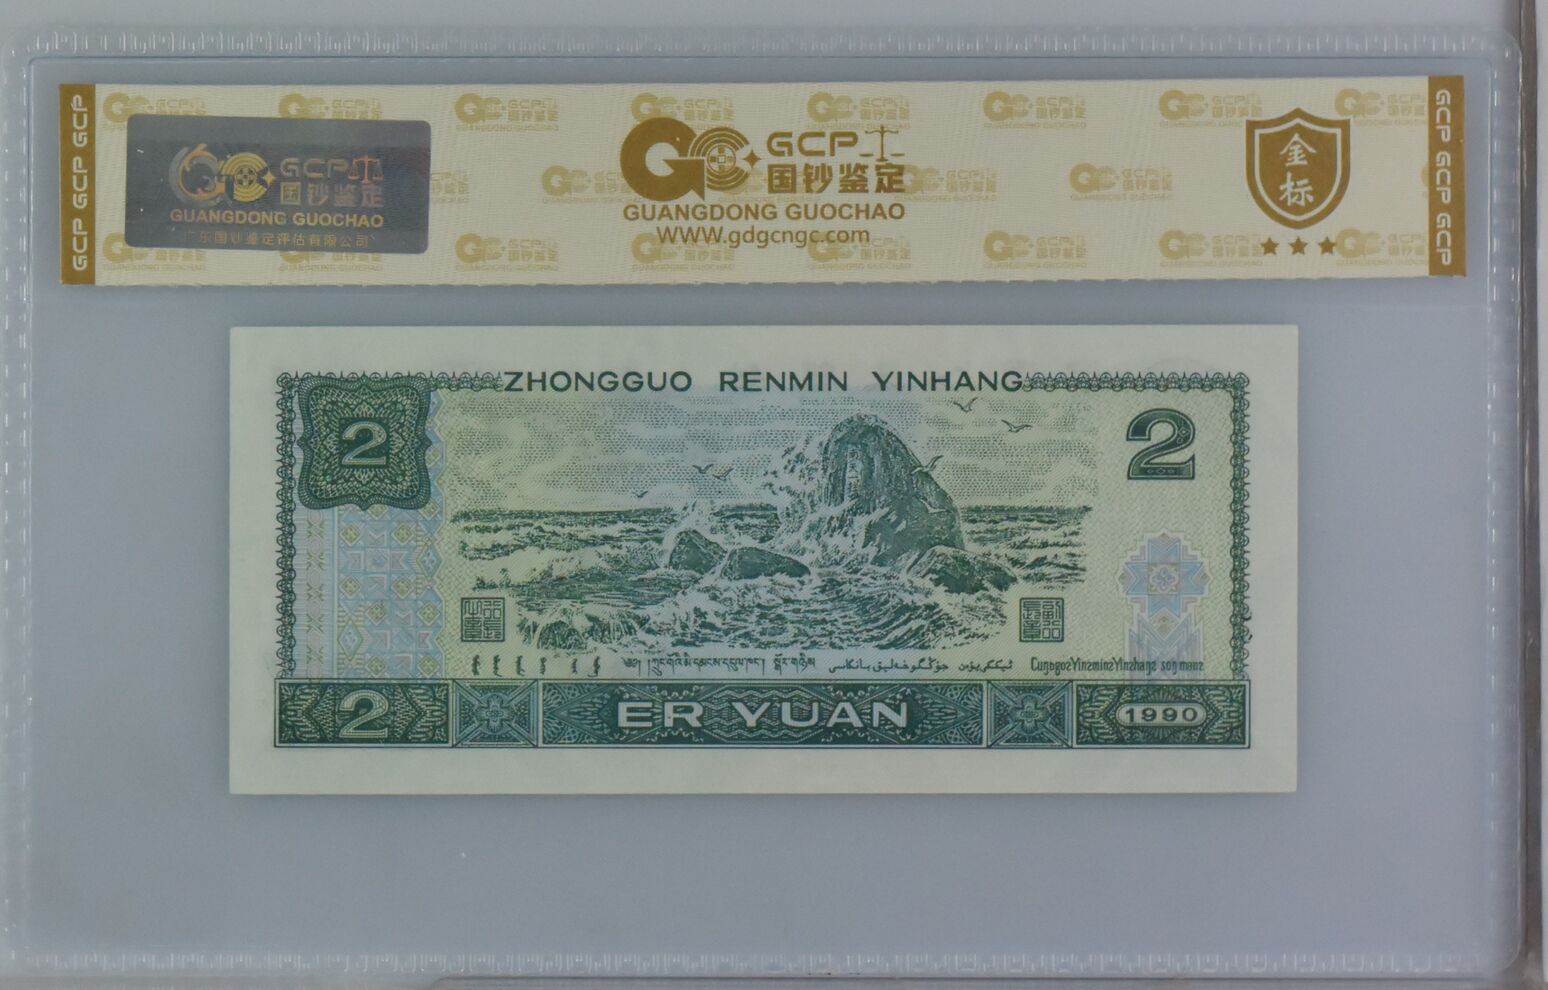 GCP GCP GCP
GCP 国钞鉴定
GUANGDONG GUOCHAO
广东国钞鉴定评估有限公司
GCP
国钞鉴定
GUANGDONG GUOCHAO
WWW.gdgcngc.com
金标
GCP GCP GCP
ZHONGGUO RENMIN YINHANG
2
2
2
ER YUAN
1990